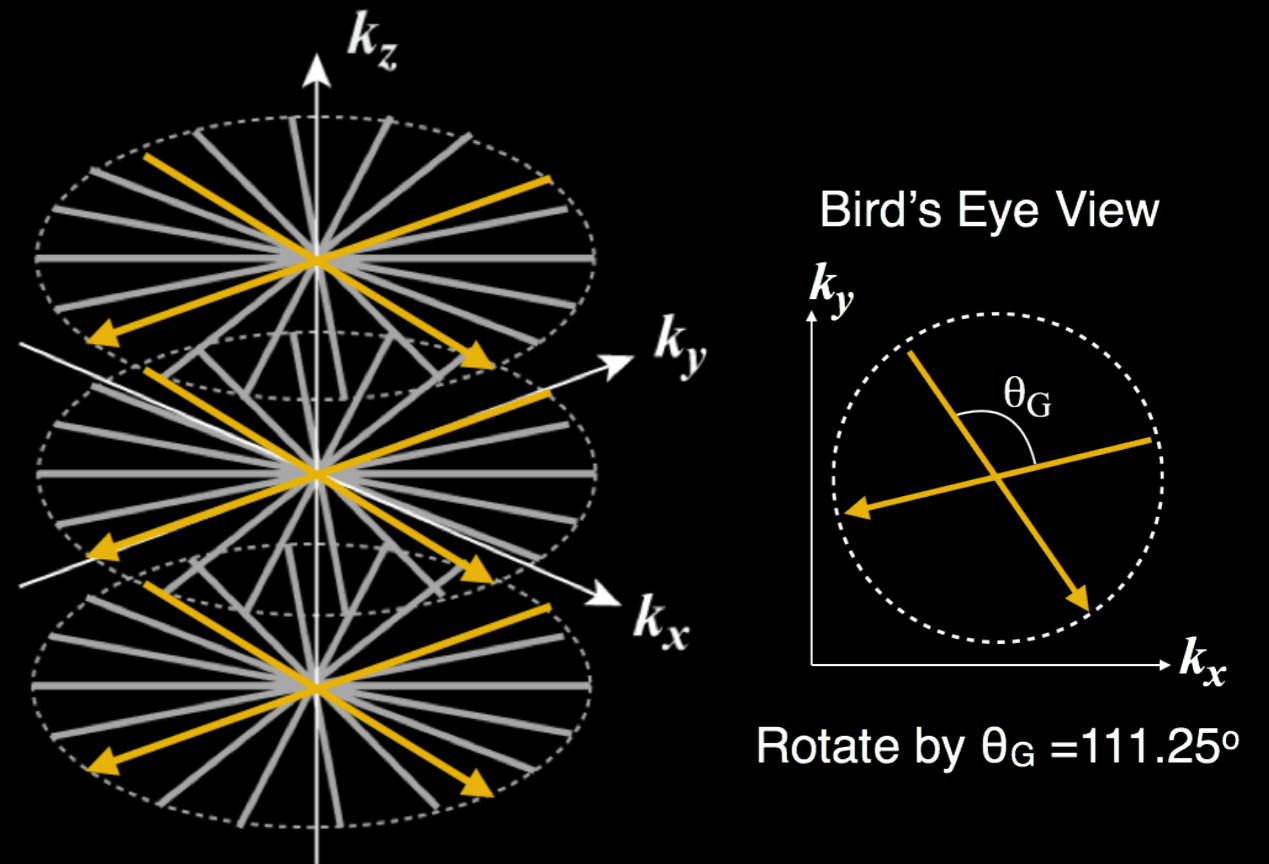 kz
ky
kx
Bird's Eye View
ky
θG
kx
Rotate by θG =111.25º